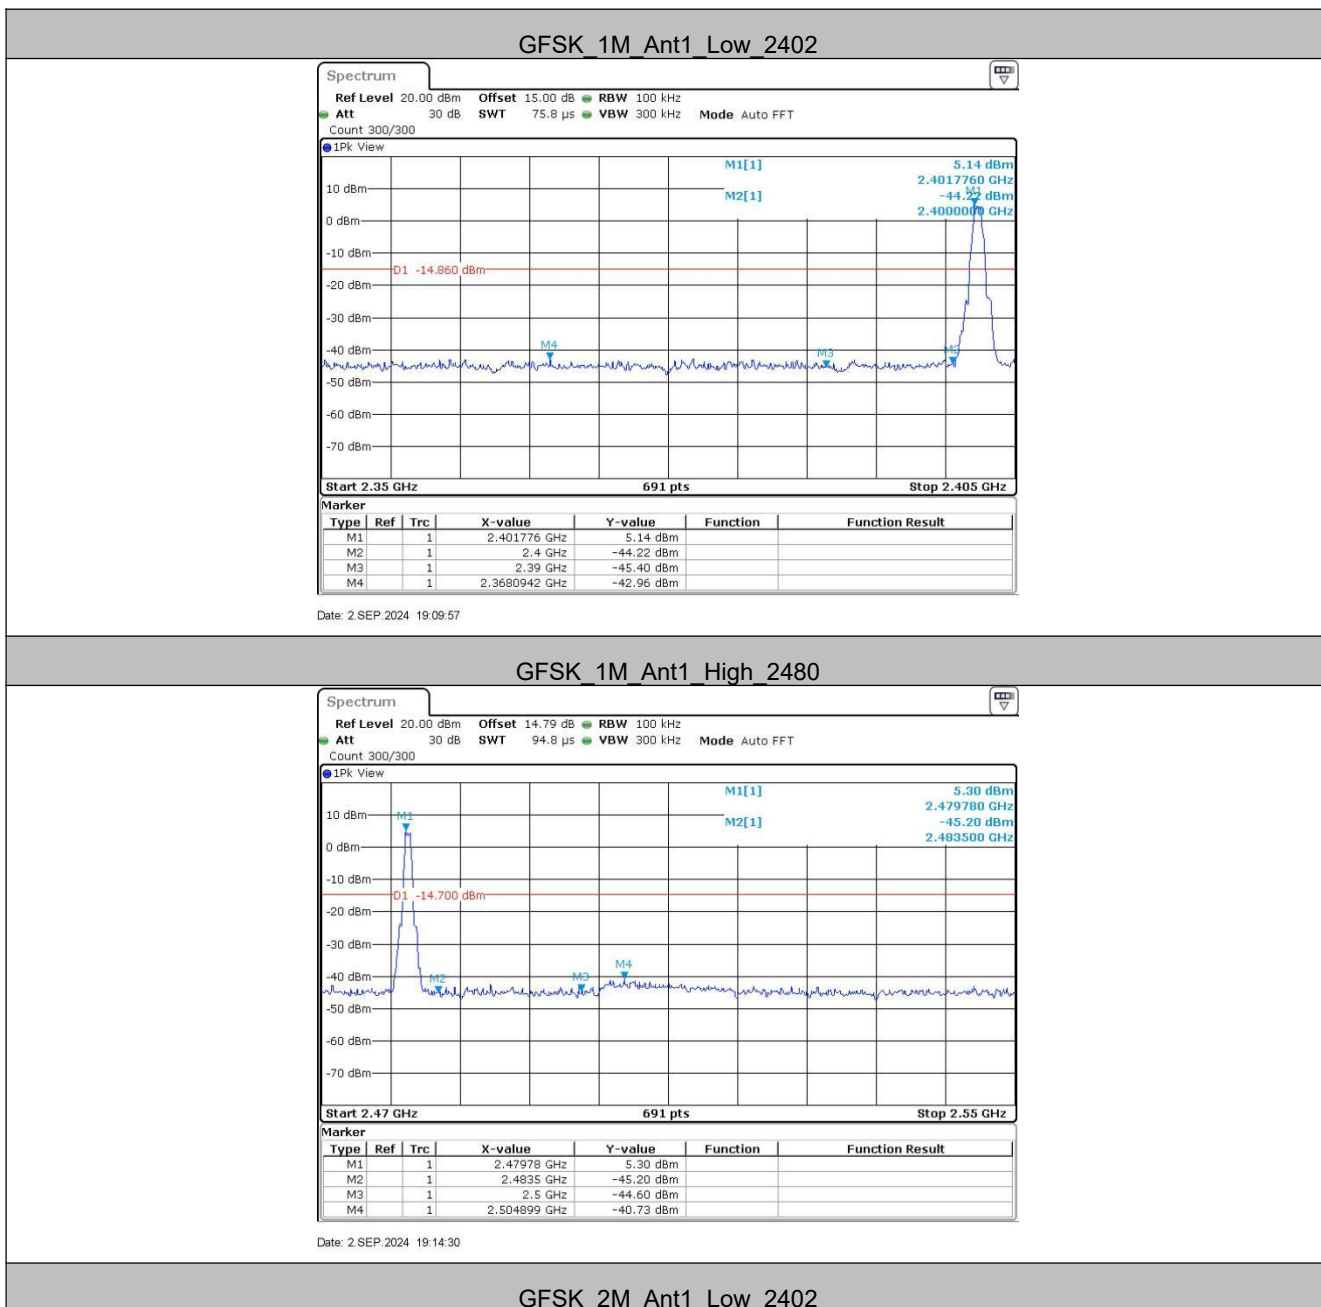 GFSK_1M_Ant1_Low_2402
Spectrum
Ref Level 20.00 dBm Offset 15.00 dB RBW 100 kHz
Att 30 dB SWT 75.8 µs VBW 300 kHz Mode Auto FFT
Count 300/300
1Pk View
M1[1] 5.14 dBm
2.4017760 GHz
M2[1] -44.22 dBm
2.4000000 GHz
M1
10 dBm
0 dBm
-10 dBm
D1 -14.860 dBm
-20 dBm
-30 dBm
-40 dBm
M4
M3
M2
-50 dBm
-60 dBm
-70 dBm
Start 2.35 GHz 691 pts Stop 2.405 GHz
Marker
Type Ref Trc X-value Y-value Function Function Result
M1 1 2.401776 GHz 5.14 dBm
M2 1 2.4 GHz -44.22 dBm
M3 1 2.39 GHz -45.40 dBm
M4 1 2.3680942 GHz -42.96 dBm
Date: 2.SEP.2024 19:09:57
GFSK_1M_Ant1_High_2480
Spectrum
Ref Level 20.00 dBm Offset 14.79 dB RBW 100 kHz
Att 30 dB SWT 94.8 µs VBW 300 kHz Mode Auto FFT
Count 300/300
1Pk View
M1[1] 5.30 dBm
2.479780 GHz
M2[1] -45.20 dBm
2.483500 GHz
10 dBm
M1
0 dBm
-10 dBm
D1 -14.700 dBm
-20 dBm
-30 dBm
M4
-40 dBm
M2
M3
-50 dBm
-60 dBm
-70 dBm
Start 2.47 GHz 691 pts Stop 2.55 GHz
Marker
Type Ref Trc X-value Y-value Function Function Result
M1 1 2.47978 GHz 5.30 dBm
M2 1 2.4835 GHz -45.20 dBm
M3 1 2.5 GHz -44.60 dBm
M4 1 2.504899 GHz -40.73 dBm
Date: 2.SEP.2024 19:14:30
GFSK_2M_Ant1_Low_2402